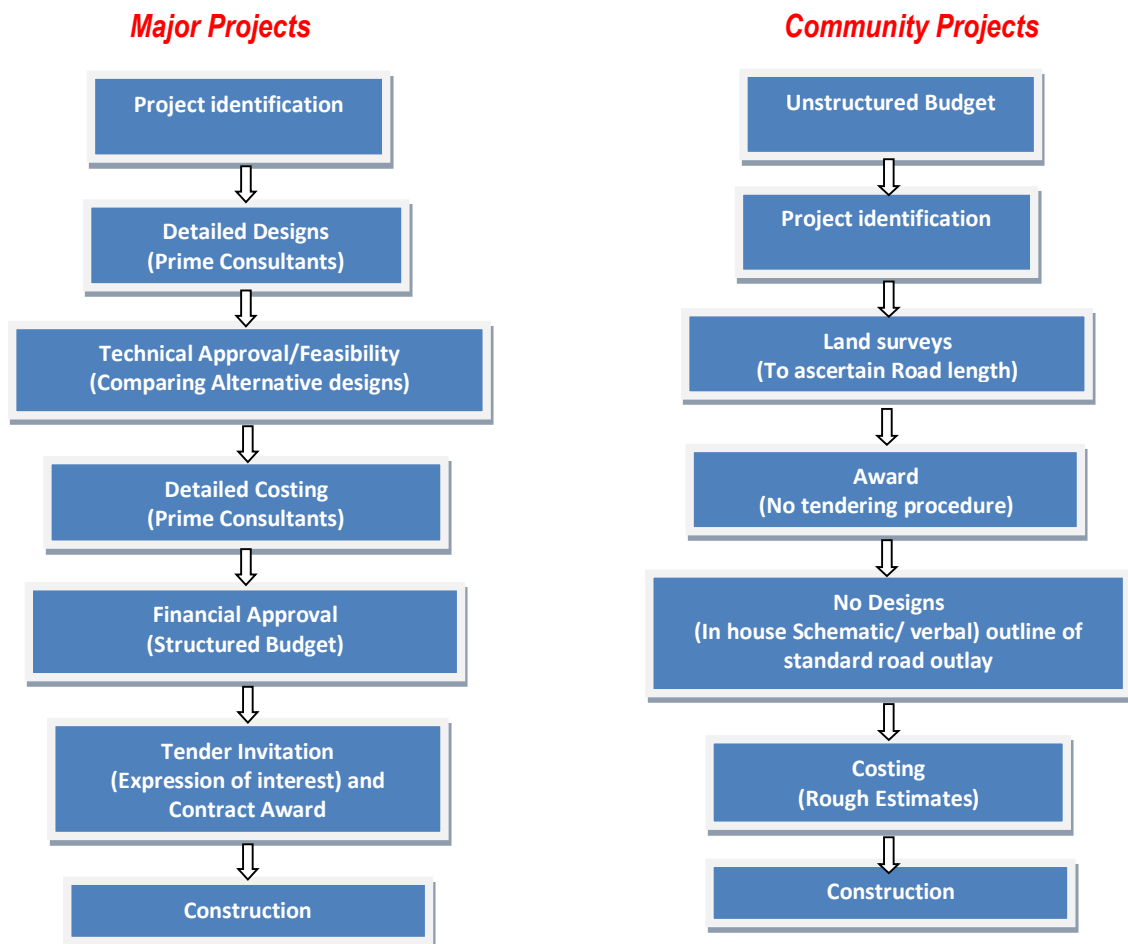 Major Projects
Project identification
Detailed Designs
(Prime Consultants)
Technical Approval/Feasibility
(Comparing Alternative designs)
Detailed Costing
(Prime Consultants)
Financial Approval
(Structured Budget)
Tender Invitation
(Expression of interest) and
Contract Award
Construction
Community Projects
Unstructured Budget
Project identification
Land surveys
(To ascertain Road length)
Award
(No tendering procedure)
No Designs
(In house Schematic/ verbal) outline of
standard road outlay
Costing
(Rough Estimates)
Construction